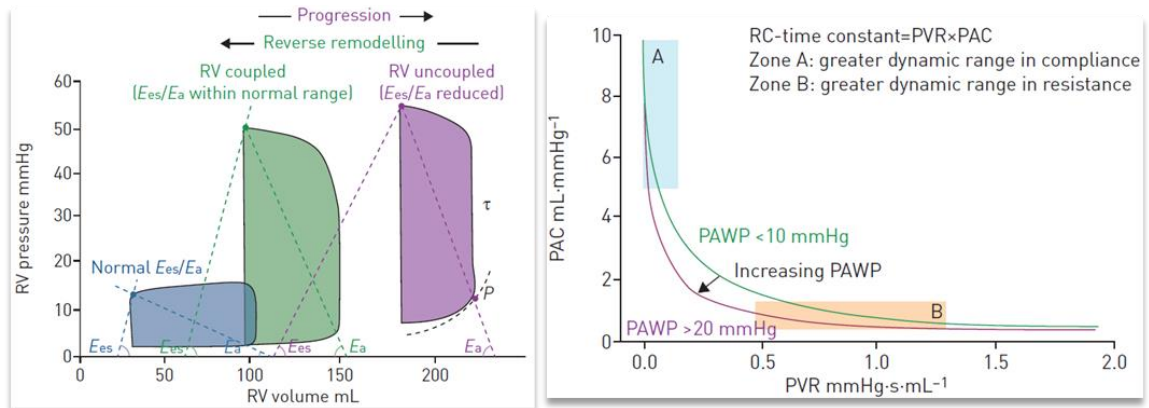 Progression
Reverse remodelling
RV coupled
(Ees/Ea within normal range)
RV uncoupled
(Ees/Ea reduced)
Normal Ees/Ea
τ
P
Ees
Ees
Ea
Ees
Ea
Ea
60
50
40
30
20
10
0
RV pressure mmHg
0
50
100
150
200
RV volume mL
RC-time constant=PVR×PAC
Zone A: greater dynamic range in compliance
Zone B: greater dynamic range in resistance
A
PAWP <10 mmHg
Increasing PAWP
B
PAWP >20 mmHg
10
8
6
4
2
0
PAC mL·mmHg⁻¹
0.0
0.5
1.0
1.5
2.0
PVR mmHg·s·mL⁻¹